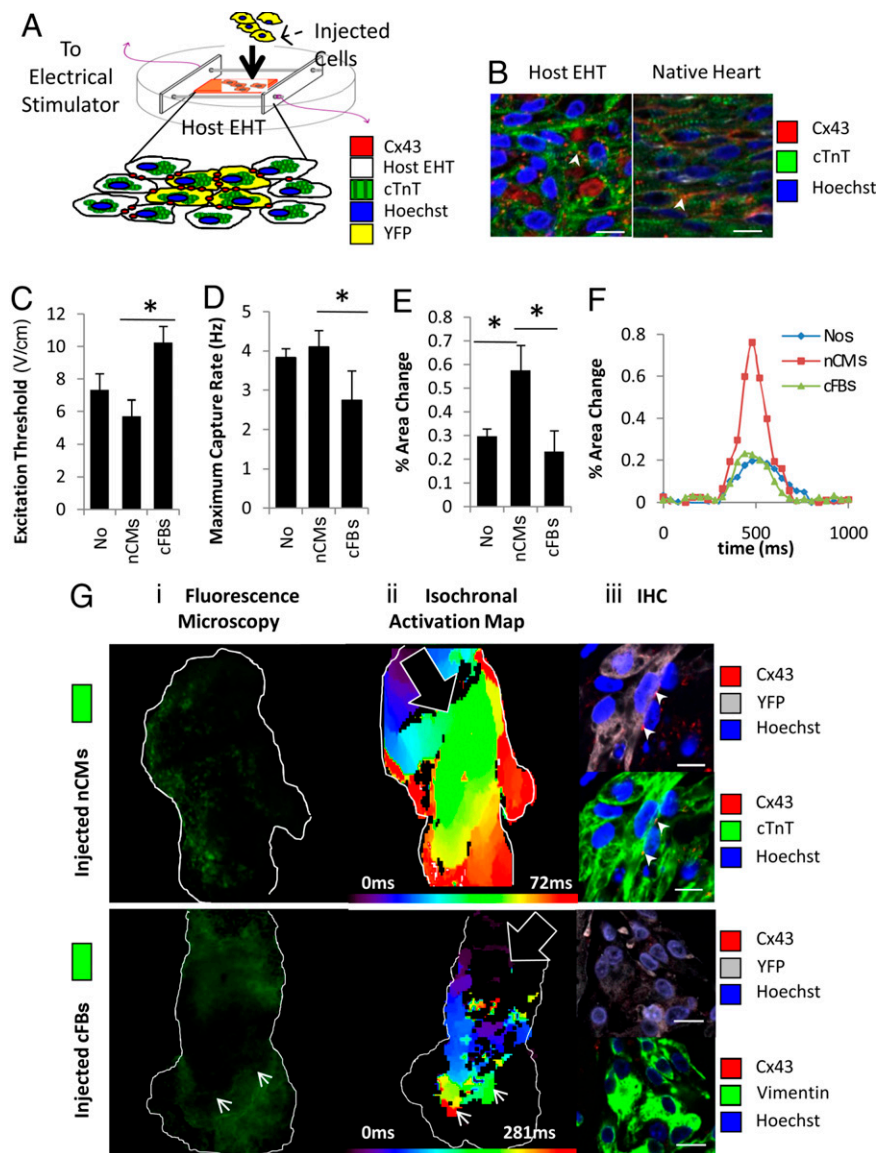 A
Injected
Cells
To
Electrical
Stimulator
Host EHT
Cx43
Host EHT
cTnT
Hoechst
YFP
B
Host EHT
Native Heart
Cx43
cTnT
Hoechst
C
Excitation Threshold (V/cm)
12
10
8
6
4
2
0
*
No
nCMs
cFBs
D
Maximum Capture Rate (Hz)
5
4
3
2
1
0
*
No
nCMs
cFBs
E
% Area Change
0.8
0.7
0.6
0.5
0.4
0.3
0.2
0.1
0
*
*
No
nCMs
cFBs
F
% Area Change
0.8
0.6
0.4
0.2
0
Nos
nCMs
cFBs
0
500
1000
time (ms)
G
i Fluorescence
Microscopy
ii Isochronal
Activation Map
iii IHC
Injected nCMs
0ms
72ms
Cx43
YFP
Hoechst
Cx43
cTnT
Hoechst
Injected cFBs
0ms
281ms
Cx43
YFP
Hoechst
Cx43
Vimentin
Hoechst